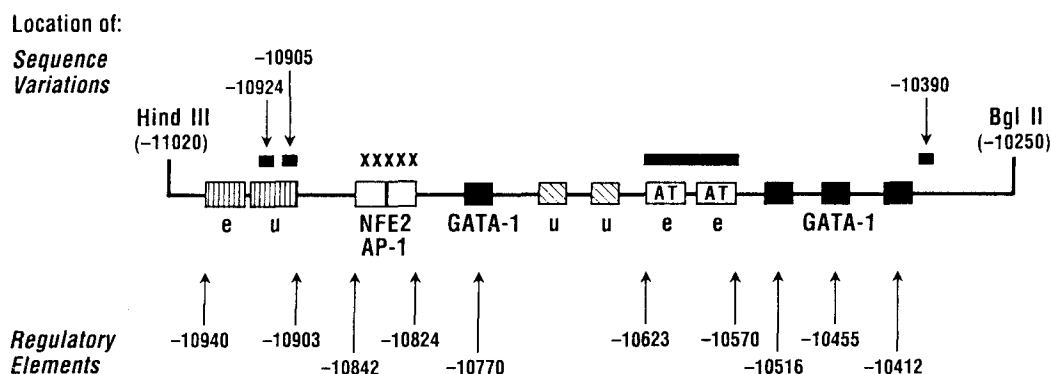 Location of:
Sequence Variations
–10905
–10924
–10390
Hind III
(–11020)
Bgl II
(–10250)
xxxxx
AT AT
e u NFE2 AP-1 GATA-1 u u e e GATA-1
Regulatory Elements
–10940 –10903 –10824 –10623 –10570 –10455
–10842 –10770 –10516 –10412